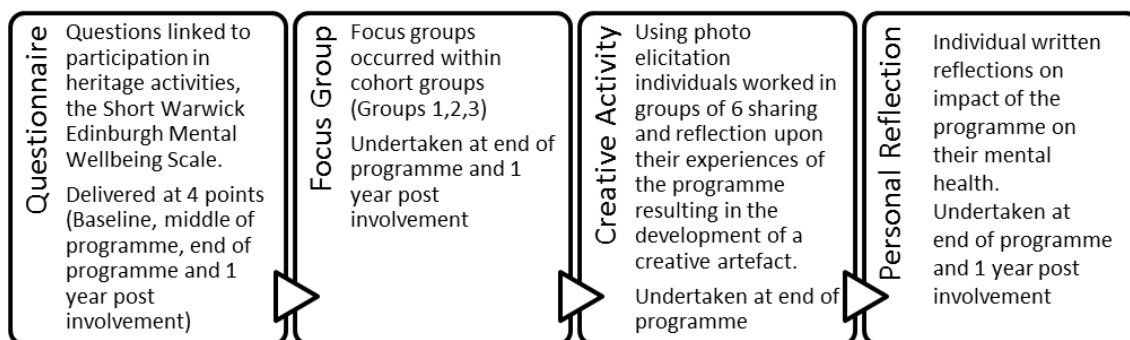 Questionnaire
Questions linked to
participation in
heritage activities,
the Short Warwick
Edinburgh Mental
Wellbeing Scale.
Delivered at 4 points
(Baseline, middle of
programme, end of
programme and 1
year post
involvement)
Focus Group
Focus groups
occurred within
cohort groups
(Groups 1,2,3)
Undertaken at end of
programme and 1
year post
involvement
Creative Activity
Using photo
elicitation
individuals worked in
groups of 6 sharing
and reflection upon
their experiences of
the programme
resulting in the
development of a
creative artefact.
Undertaken at end of
programme
Personal Reflection
Individual written
reflections on
impact of the
programme on
their mental
health.
Undertaken at
end of programme
and 1 year post
involvement